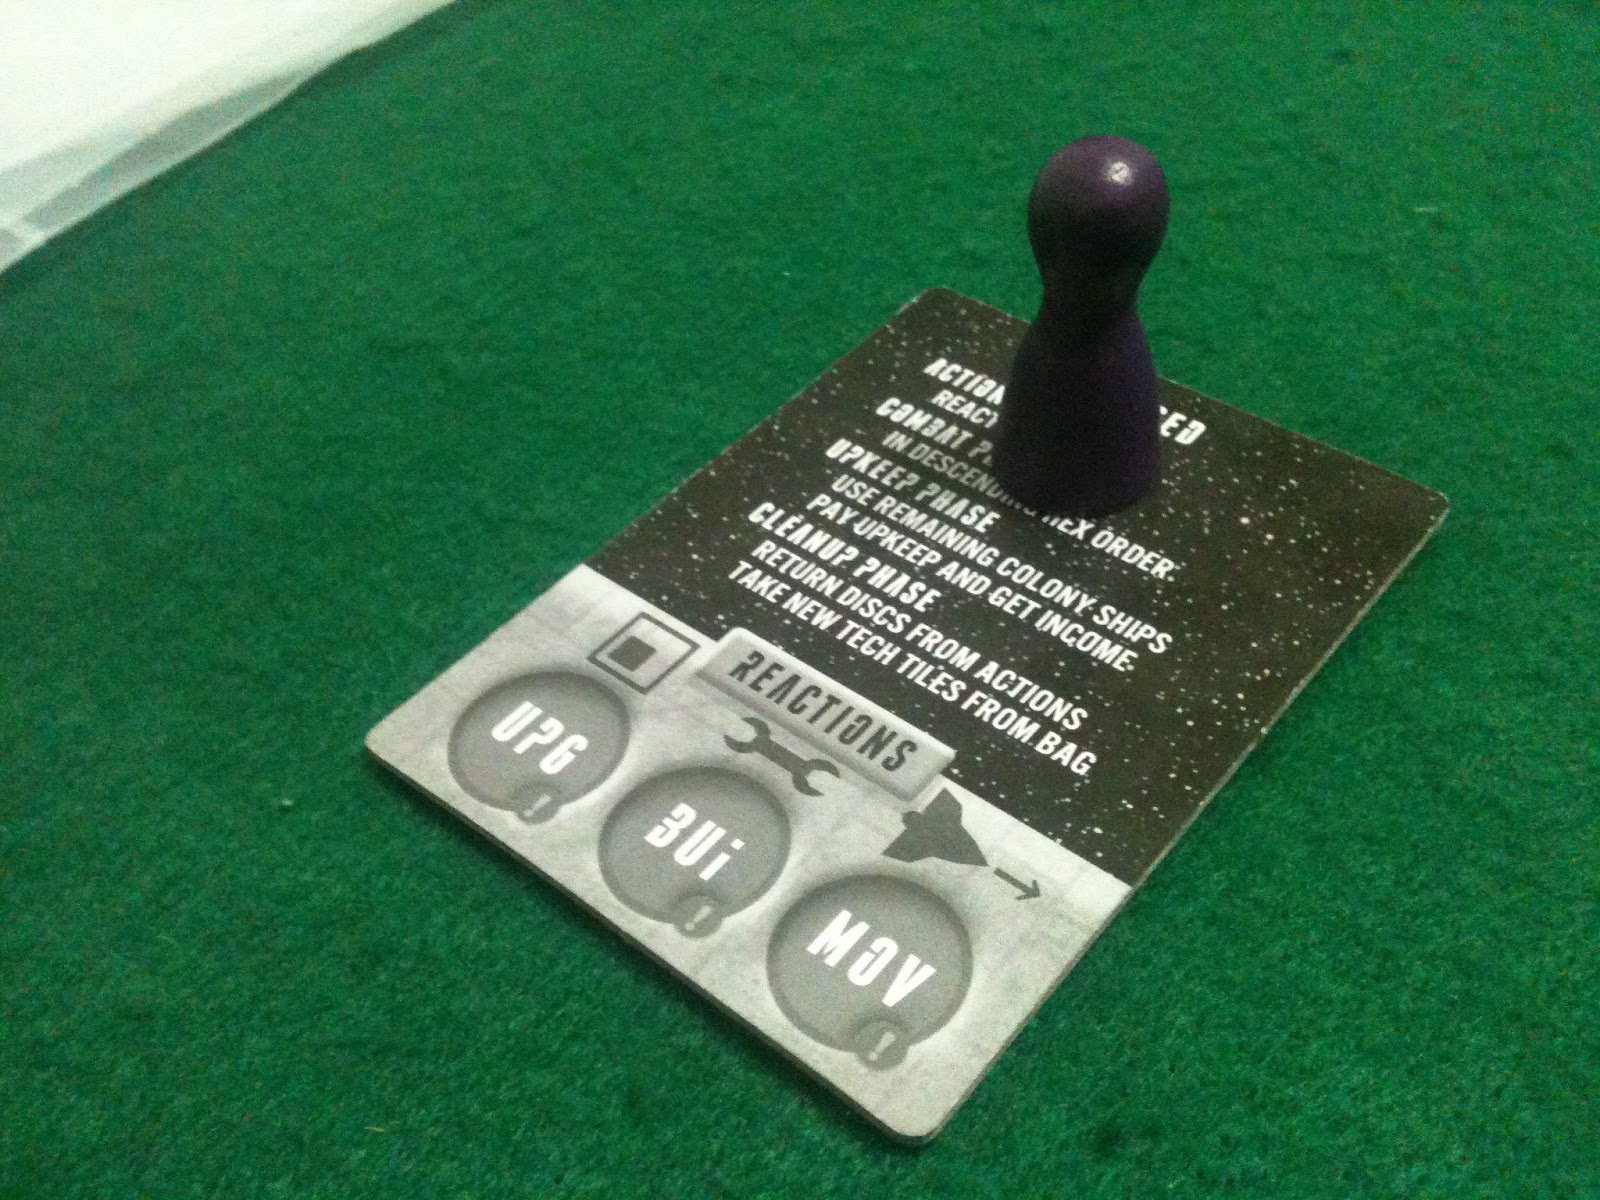 ACTION
REACT
COMBAT
IN DESCENDING HEX ORDER.
UPKEEP PHASE
USE REMAINING COLONY SHIPS
PAY UPKEEP AND GET INCOME.
CLEANUP PHASE
RETURN DISCS FROM ACTIONS
TAKE NEW TECH TILES FROM BAG
REACTIONS
UPG
!
BUi
!
MOV
!